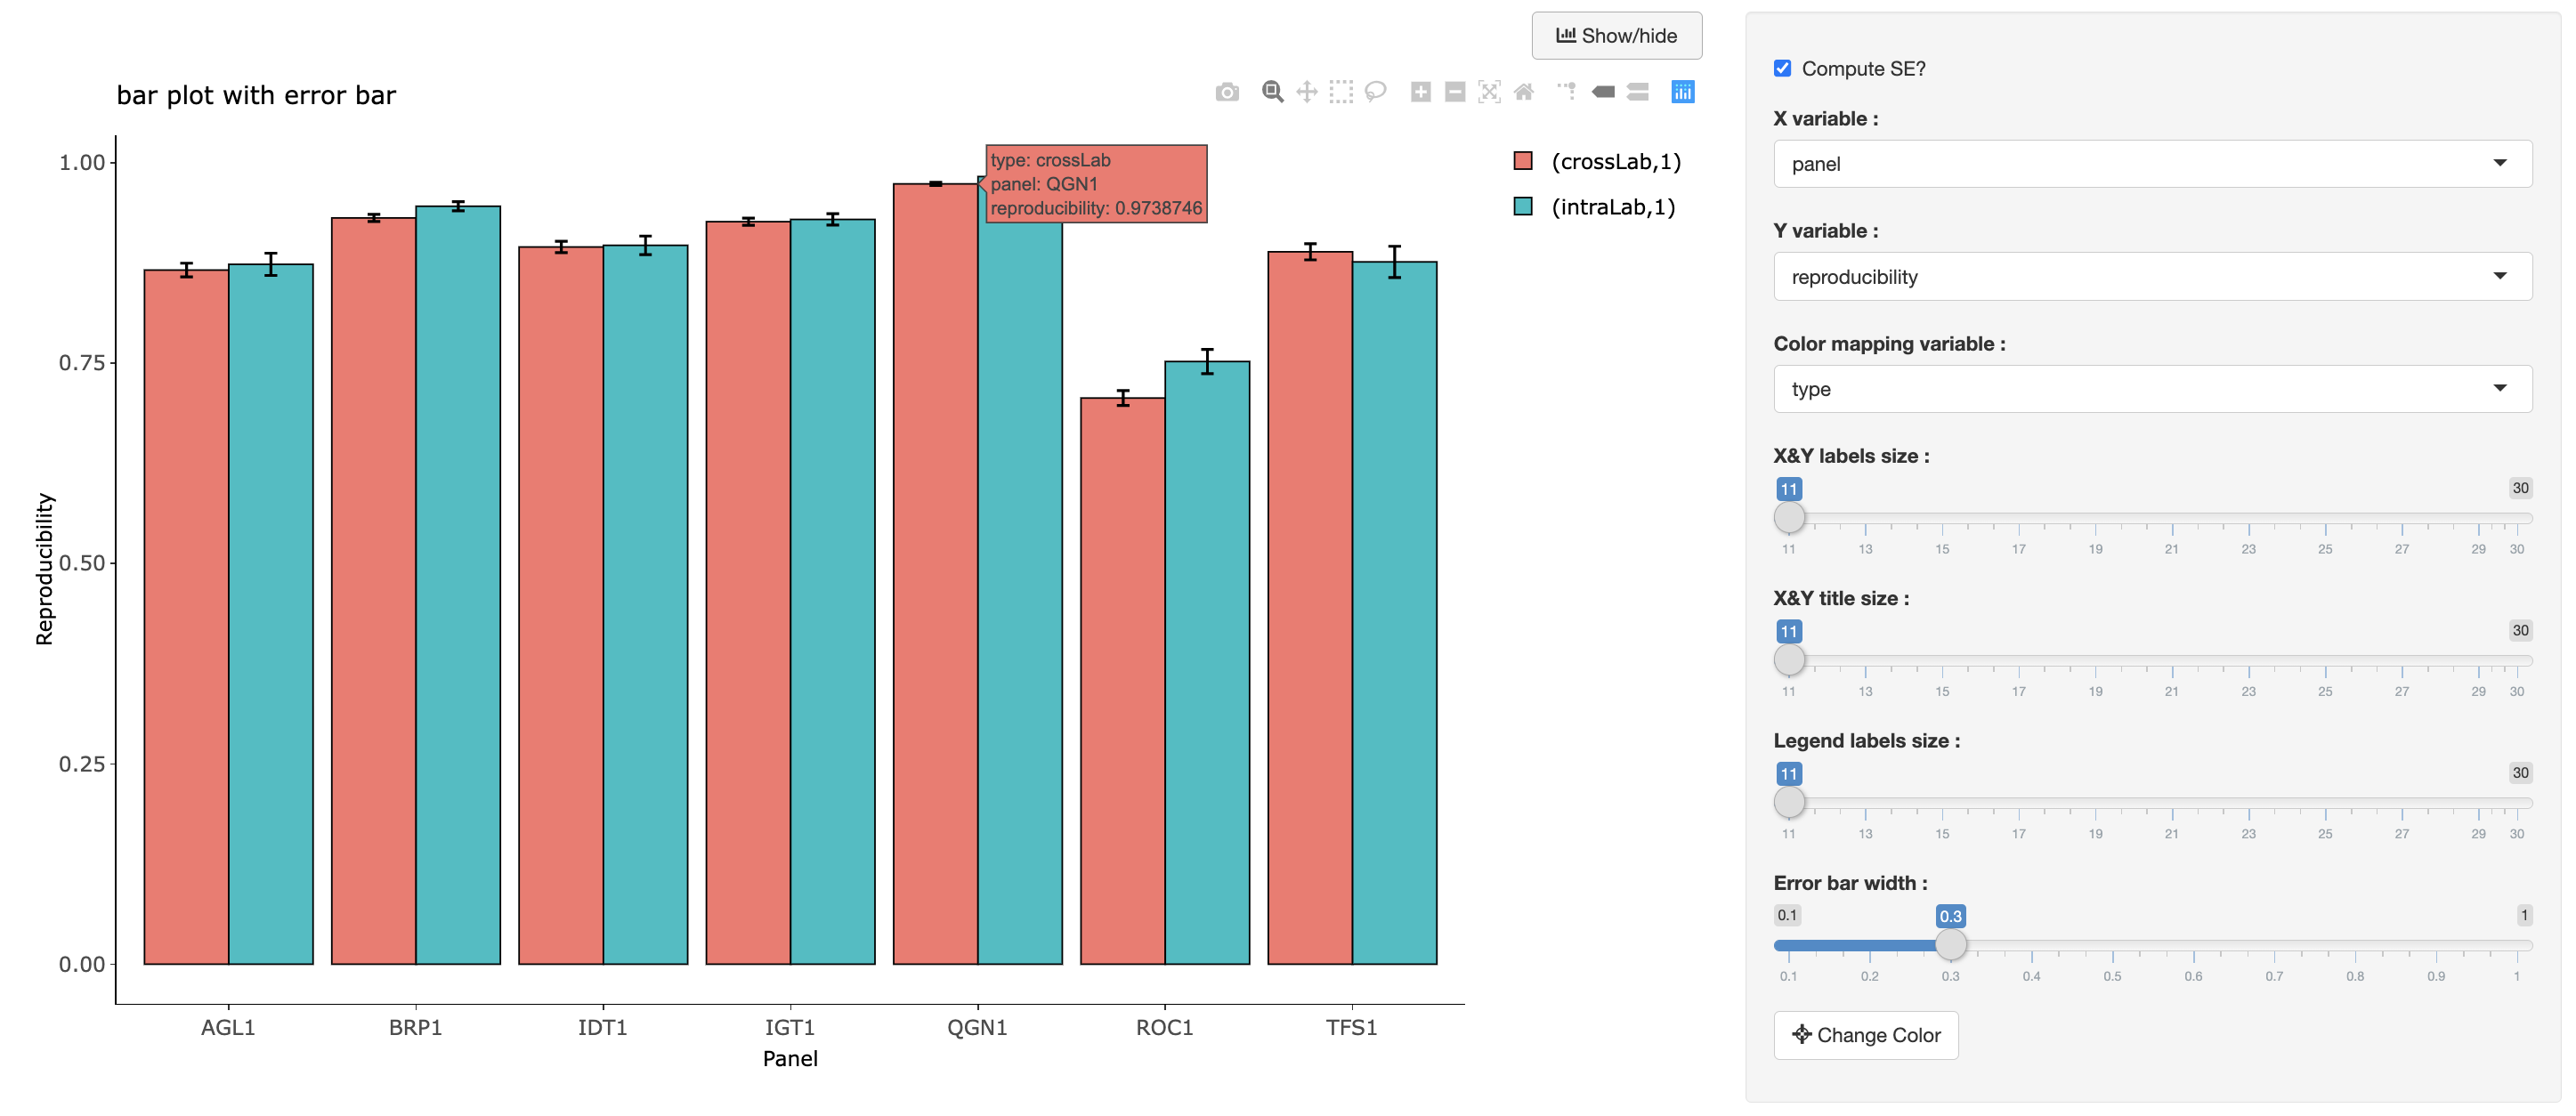 Show/hide
bar plot with error bar
1.00
0.75
0.50
0.25
0.00
Reproducibility
AGL1 BRP1 IDT1 IGT1 QGN1 ROC1 TFS1
Panel
type: crossLab
panel: QGN1
reproducibility: 0.9738746
(crossLab,1)
(intraLab,1)
Compute SE?
X variable :
panel
Y variable :
reproducibility
Color mapping variable :
type
X&Y labels size :
11 30
11 13 15 17 19 21 23 25 27 29 30
X&Y title size :
11 30
11 13 15 17 19 21 23 25 27 29 30
Legend labels size :
11 30
11 13 15 17 19 21 23 25 27 29 30
Error bar width :
0.1 0.3 1
0.1 0.2 0.3 0.4 0.5 0.6 0.7 0.8 0.9 1
Change Color